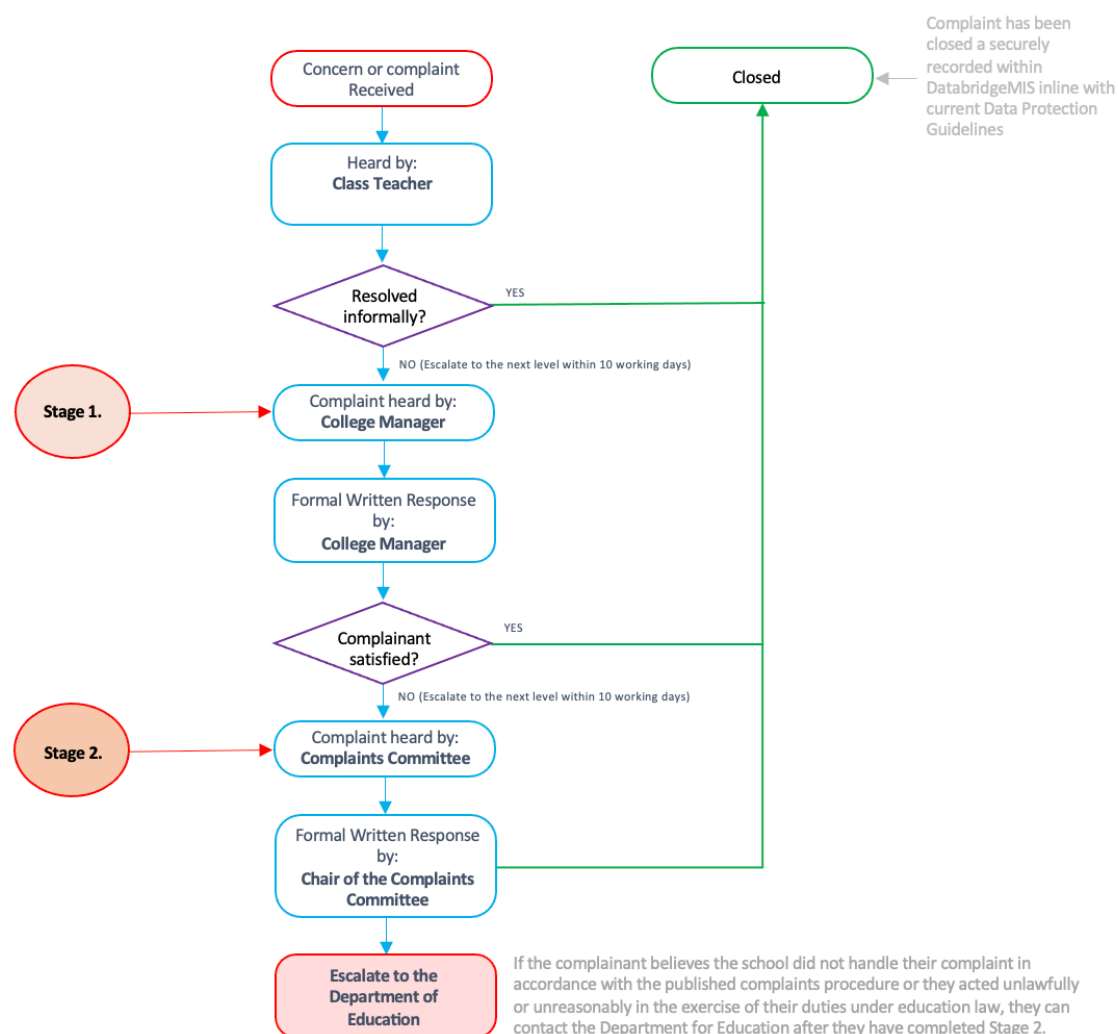 Concern or complaint
Received
Closed
Complaint has been
closed a securely
recorded within
DatabridgeMIS inline with
current Data Protection
Guidelines
Heard by:
Class Teacher
Resolved
informally?
YES
NO (Escalate to the next level within 10 working days)
Stage 1.
Complaint heard by:
College Manager
Formal Written Response
by:
College Manager
Complainant
satisfied?
YES
NO (Escalate to the next level within 10 working days)
Stage 2.
Complaint heard by:
Complaints Committee
Formal Written Response
by:
Chair of the Complaints
Committee
Escalate to the
Department of
Education
If the complainant believes the school did not handle their complaint in
accordance with the published complaints procedure or they acted unlawfully
or unreasonably in the exercise of their duties under education law, they can
contact the Department for Education after they have completed Stage 2.